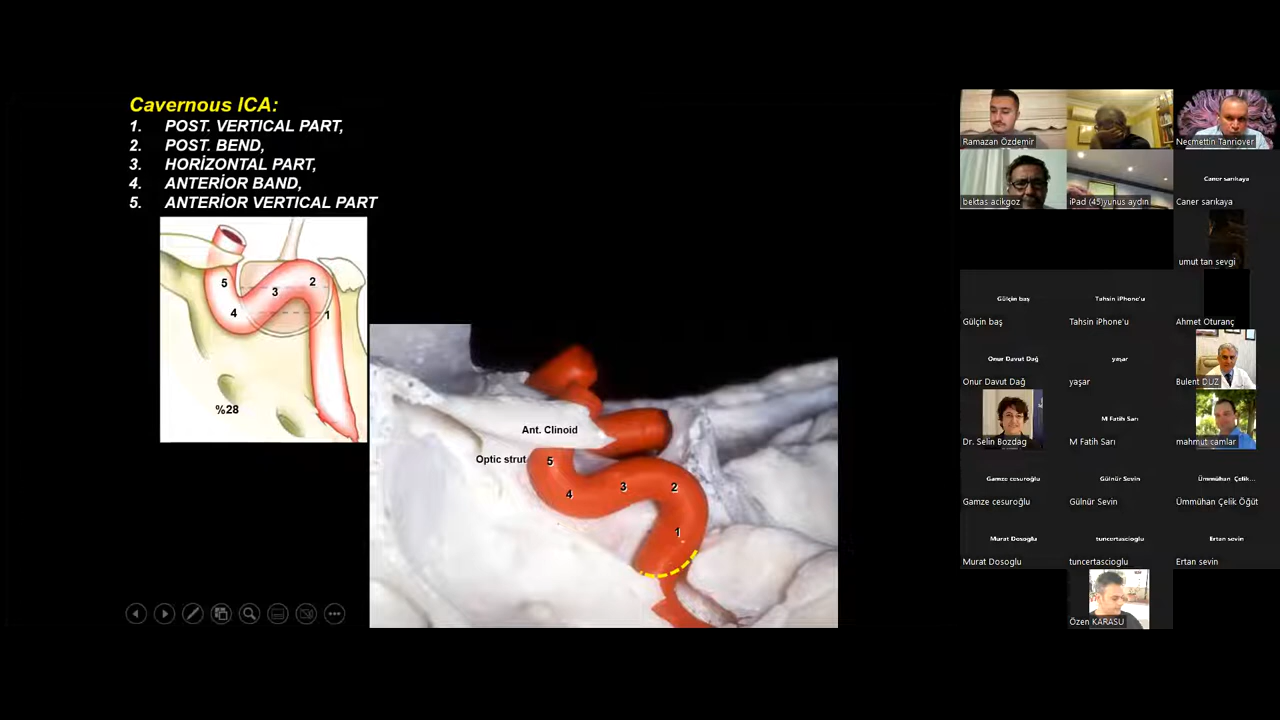 Cavernous ICA:
1. POST. VERTICAL PART,
2. POST. BEND,
3. HORİZONTAL PART,
4. ANTERİOR BAND,
5. ANTERİOR VERTICAL PART
5
2
3
4
1
%28
Ant. Clinoid
Optic strut
5
4
3
2
1
Ramazan Özdemir
Necmettin Tanriover
bektas acikgoz
iPad (45)yunus aydın
Caner sarıkaya
Caner sarıkaya
umut tan sevgi
Gülçin baş
Gülçin baş
Tahsin iPhone'u
Tahsin iPhone'u
Ahmet Oturanç
Onur Davut Dağ
Onur Davut Dağ
yaşar
yaşar
Bulent DUZ
Dr. Selin Bozdag
M Fatih Sarı
M Fatih Sarı
mahmut camlar
Gamze cesuroğlu
Gamze cesuroğlu
Gülnür Sevin
Gülnür Sevin
Ümmühan Çelik...
Ümmühan Çelik Öğüt
Murat Dosoglu
Murat Dosoglu
tuncertascioglu
tuncertascioglu
Ertan sevin
Ertan sevin
Özen KARASU